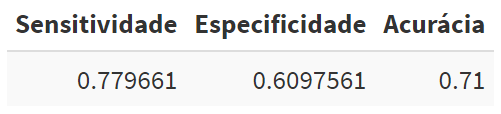 Sensitividade Especificidade Acurácia
0.779661 0.6097561 0.71